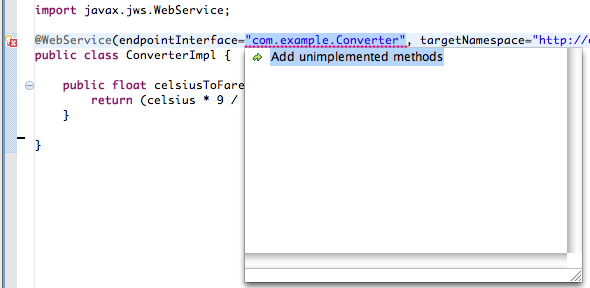 import javax.jws.WebService;
@WebService(endpointInterface="com.example.Converter", targetNamespace="http://
public class ConverterImpl {
Add unimplemented methods
public float celsiusToFare
return (celsius * 9 /
}
}